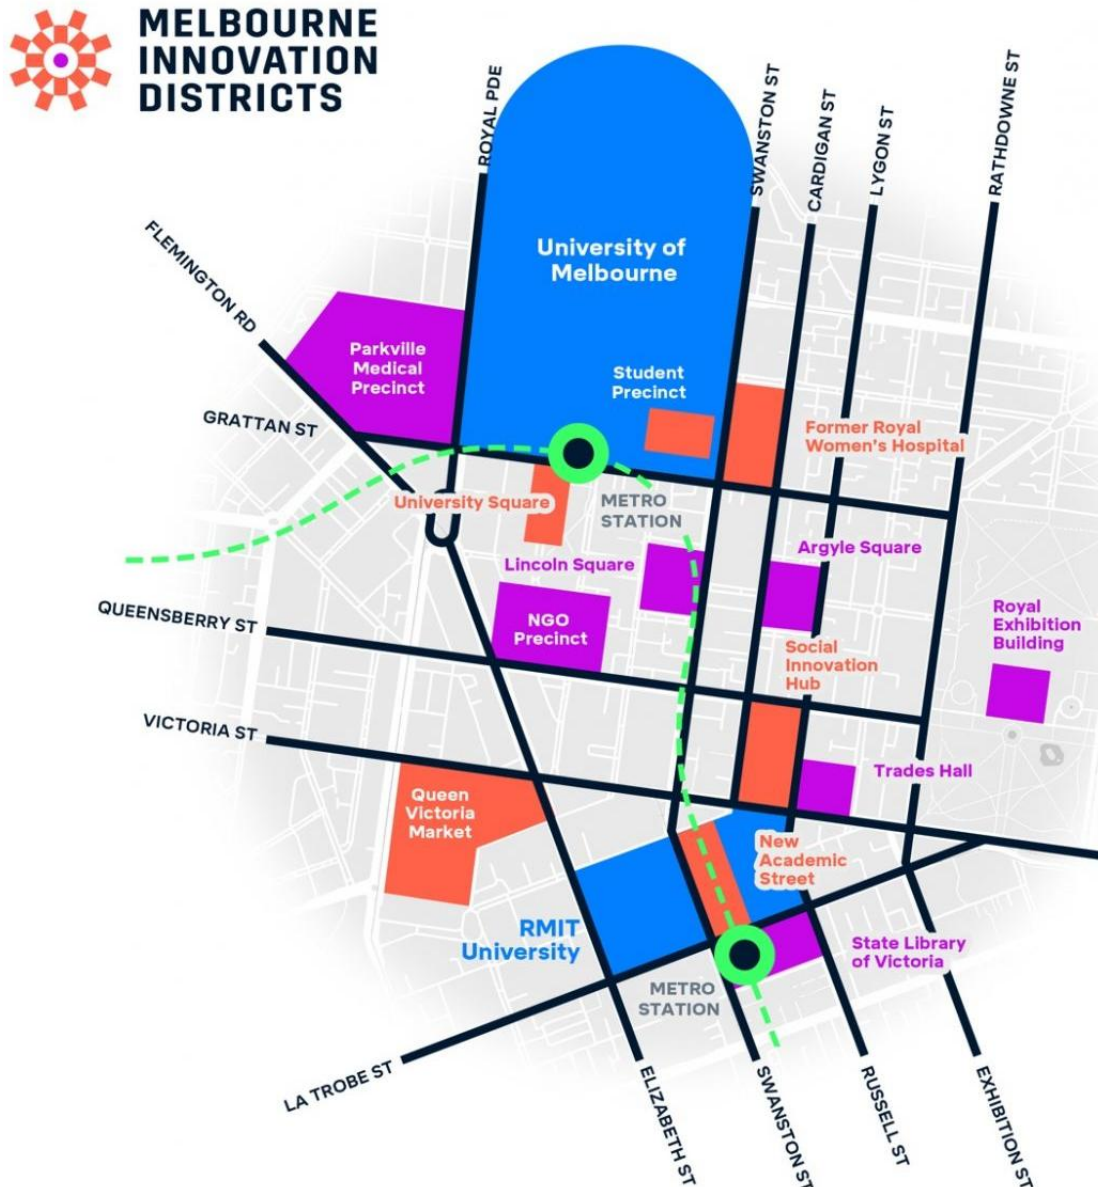 MELBOURNE
INNOVATION
DISTRICTS
ROYAL PDE
SWANSTON ST
CARDIGAN ST
LYGON ST
RATHDOWNE ST
FLEMINGTON RD
University of
Melbourne
Parkville
Medical
Precinct
Student
Precinct
GRATTAN ST
Former Royal
Women's Hospital
University Square
METRO
STATION
Argyle Square
Lincoln Square
NGO
Precinct
QUEENSBERRY ST
Royal
Exhibition
Building
Social
Innovation
Hub
VICTORIA ST
Trades Hall
Queen
Victoria
Market
New
Academic
Street
RMIT
University
State Library
of Victoria
METRO
STATION
LA TROBE ST
ELIZABETH ST
SWANSTON ST
RUSSELL ST
EXHIBITION ST